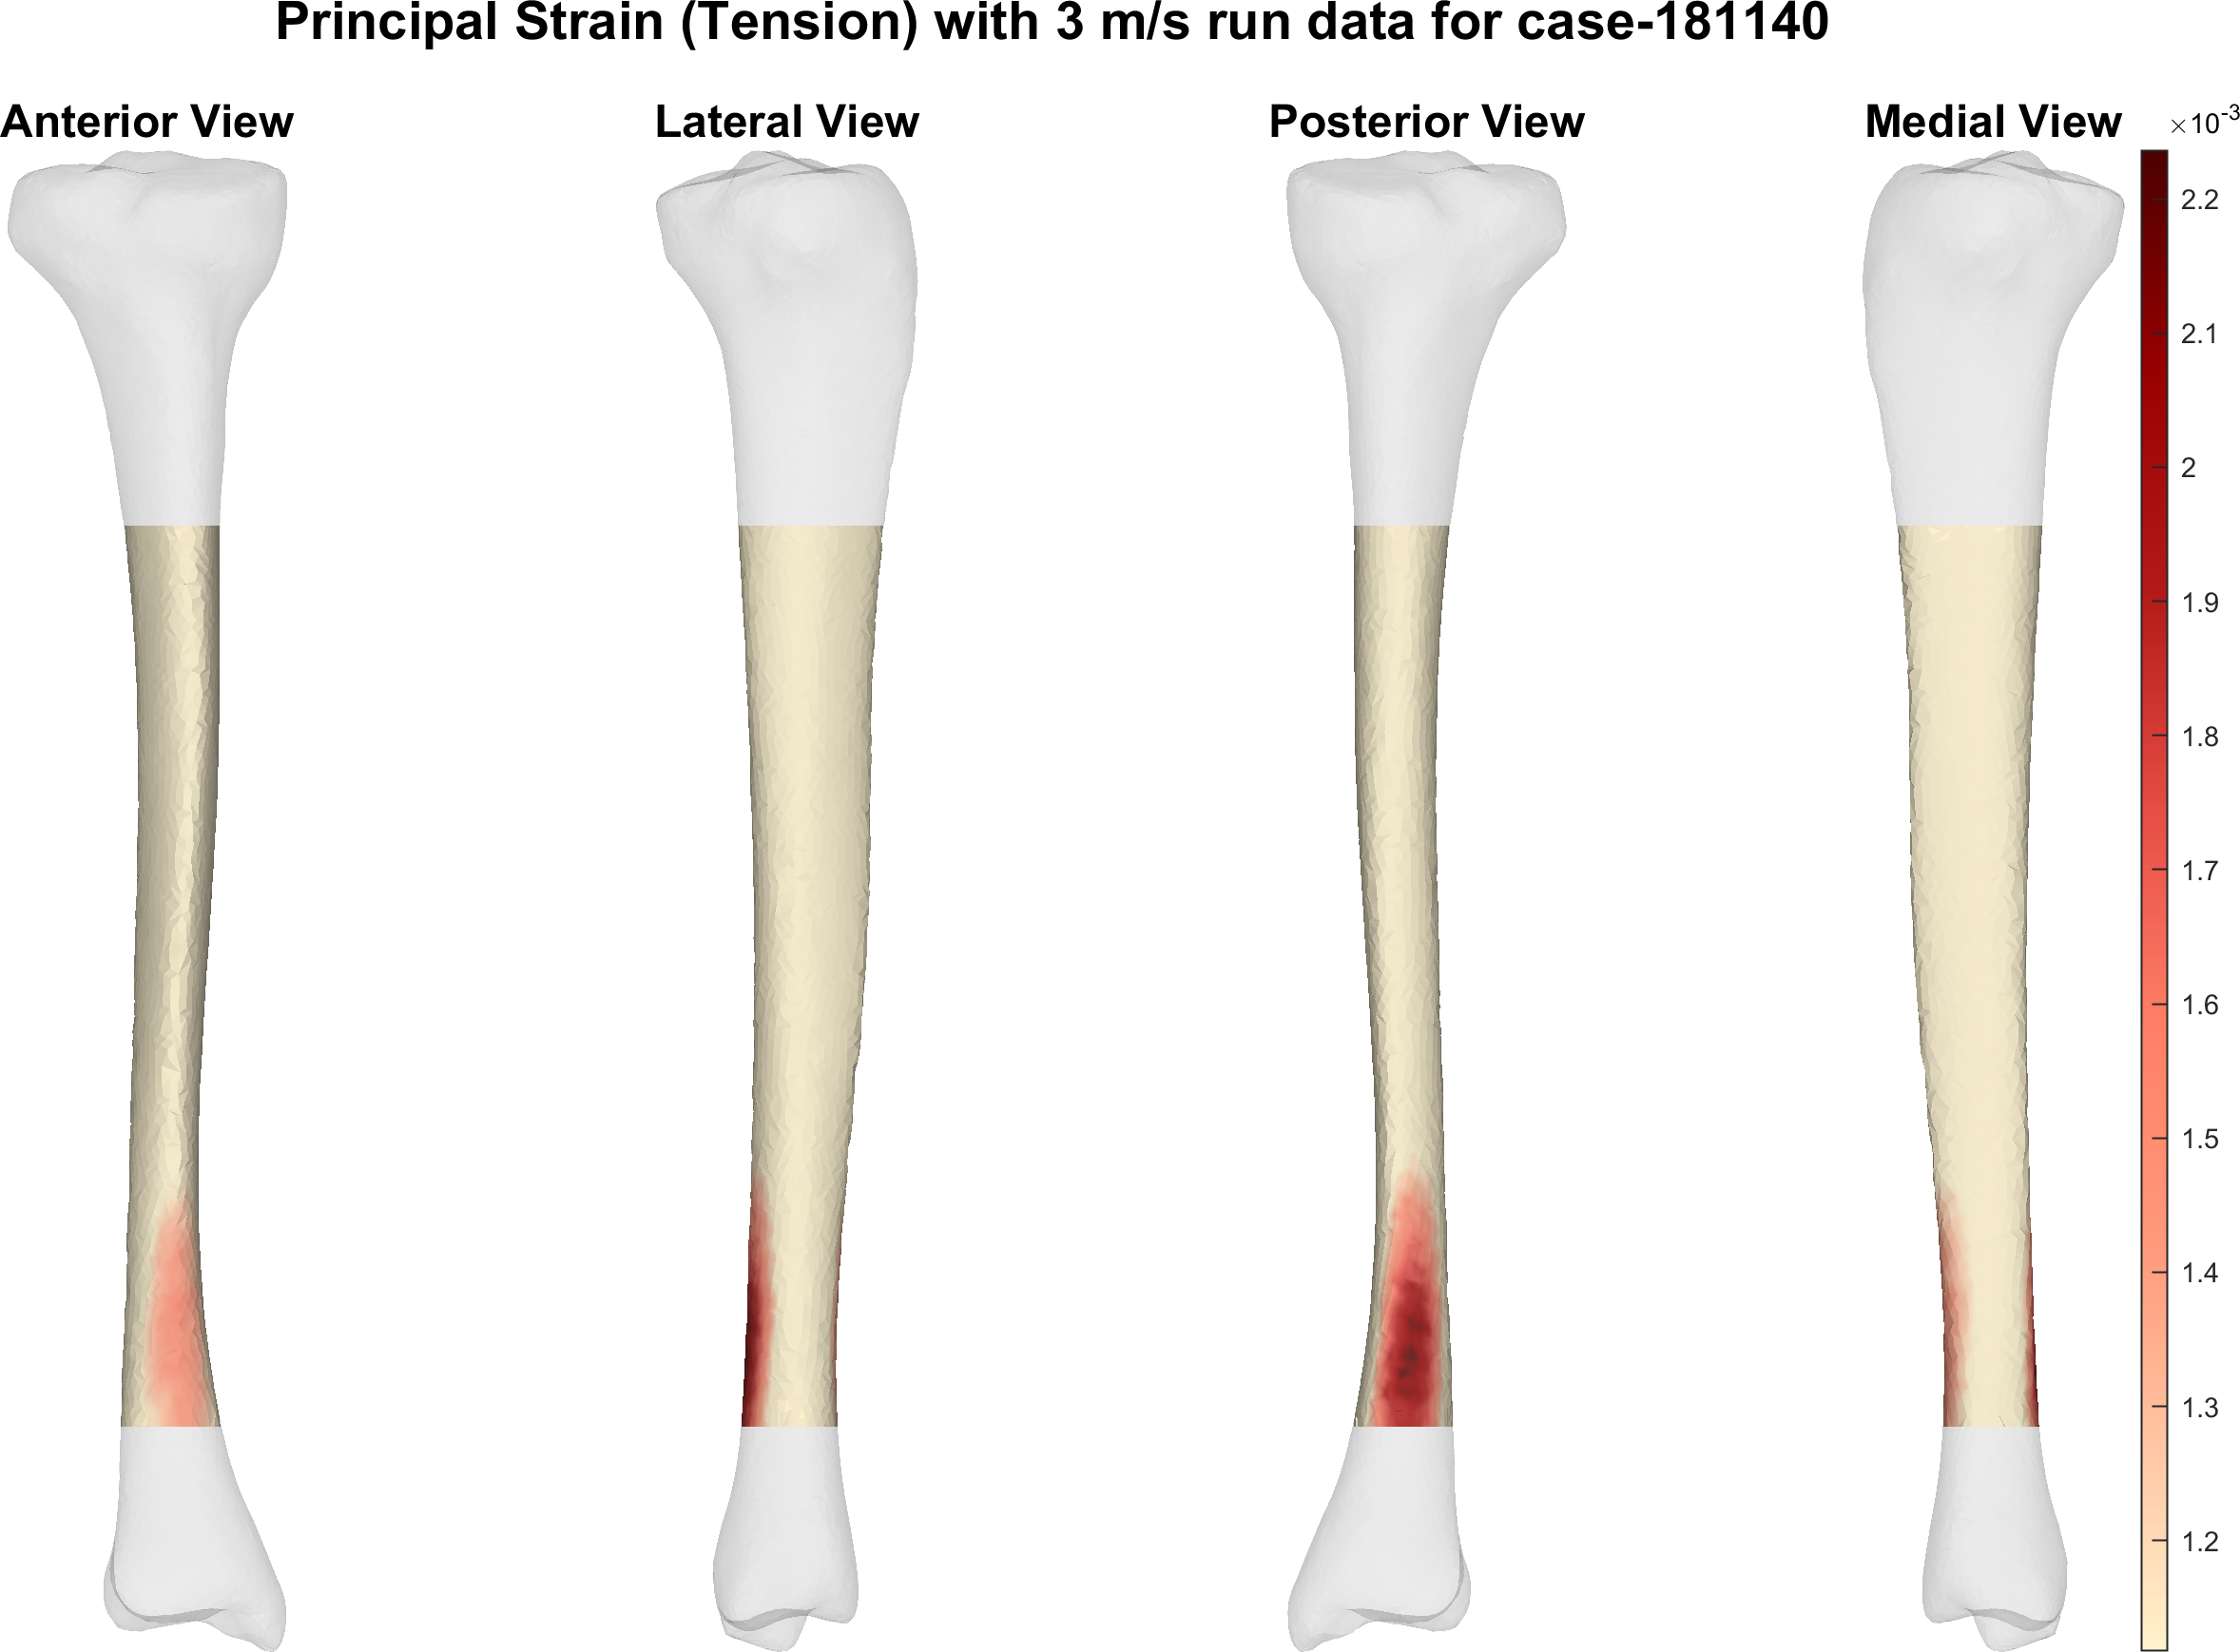 Principal Strain (Tension) with 3 m/s run data for case-181140
Anterior View
Lateral View
Posterior View
Medial View
×10-3
2.2
2.1
2
1.9
1.8
1.7
1.6
1.5
1.4
1.3
1.2